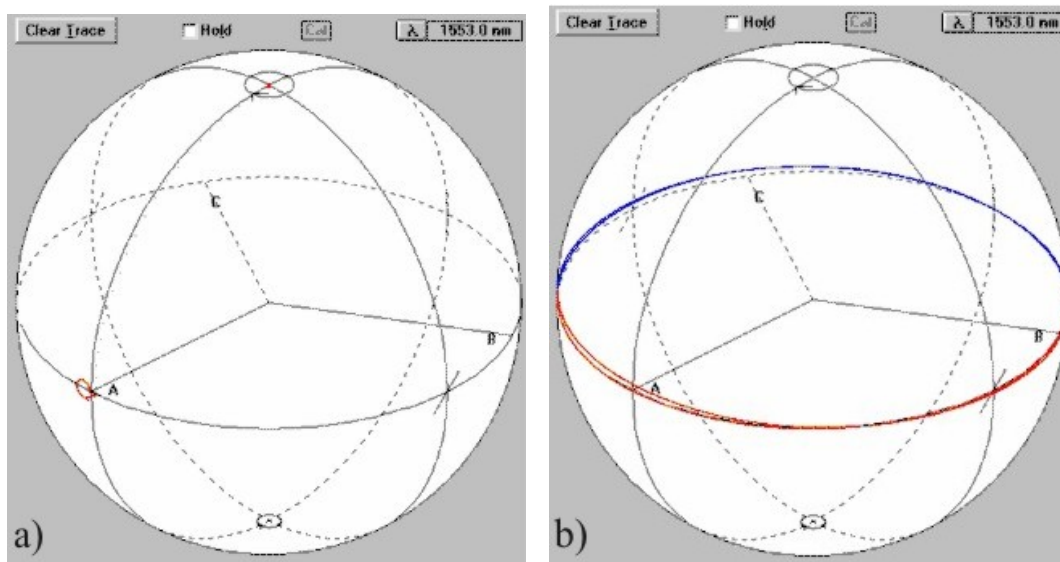 Clear Trace
Hold
Cal
λ 1553.0 nm
C
A
B
a)
Clear Trace
Hold
Cal
λ 1553.0 nm
C
A
B
b)